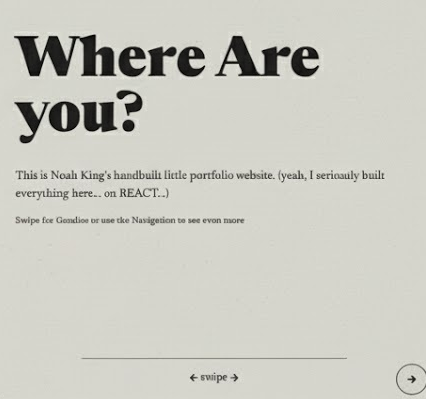 Where Are
you?
This is Noah King's handbuilt little portfolio website. (yeah, I seriously built
everything here... on REACT...)
Swipe for Goodies or use the Navigation to see even more
← swipe →
→